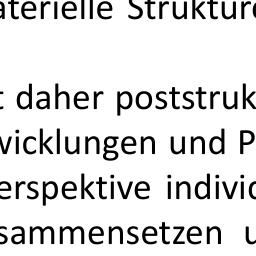 aterielle Strukture
t daher poststruk
wicklungen und P
erspektive individ
sammensetzen u